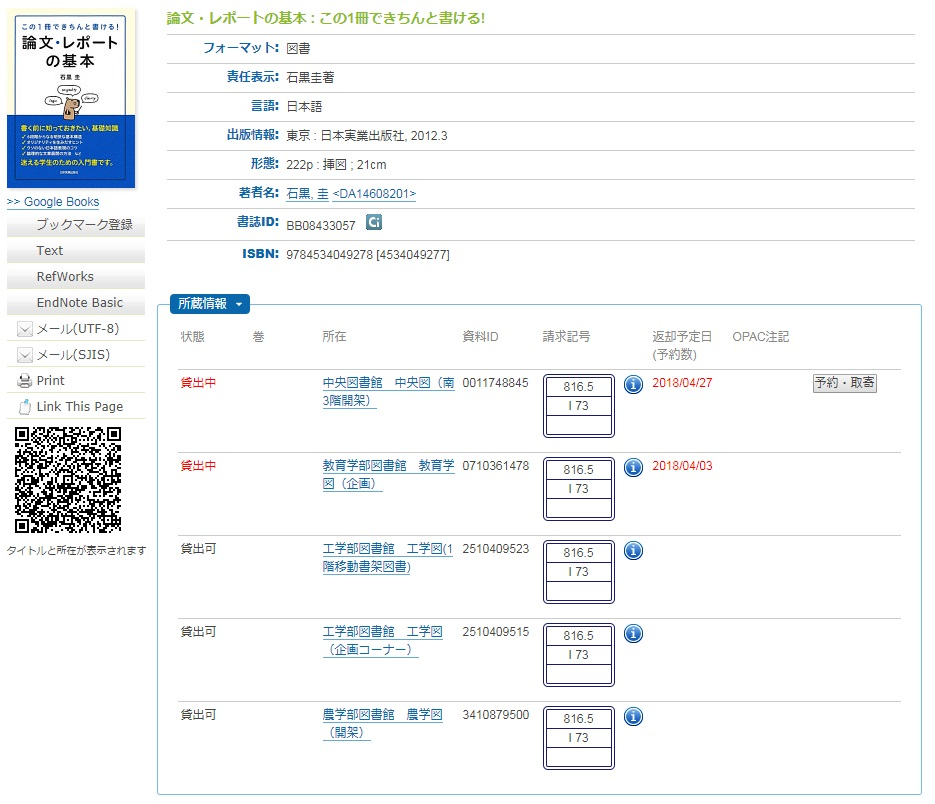 この1冊できちんと書ける!
論文・レポート
の基本
石黒 圭
書く前に知っておきたい、基礎知識
迷える学生のための入門書です。
>> Google Books
ブックマーク登録
Text
RefWorks
EndNote Basic
メール(UTF-8)
メール(SJIS)
Print
Link This Page
タイトルと所在が表示されます
論文・レポートの基本 : この1冊できちんと書ける!
フォーマット: 図書
責任表示: 石黒圭著
言語: 日本語
出版情報: 東京 : 日本実業出版社, 2012.3
形態: 222p : 挿図 ; 21cm
著者名: 石黒, 圭 <DA14608201>
書誌ID: BB08433057 Ci
ISBN: 9784534049278 [4534049277]
所蔵情報
状態 巻 所在 資料ID 請求記号 返却予定日 OPAC注記
(予約数)
貸出中 中央図書館 中央図（南 0011748845 816.5 2018/04/27 予約・取寄
3階開架） I 73
貸出中 教育学部図書館 教育学 0710361478 816.5 2018/04/03
図（企画） I 73
貸出可 工学部図書館 工学図(1 2510409523 816.5
階移動書架図書) I 73
貸出可 工学部図書館 工学図 2510409515 816.5
（企画コーナー） I 73
貸出可 農学部図書館 農学図 3410879500 816.5
（開架） I 73